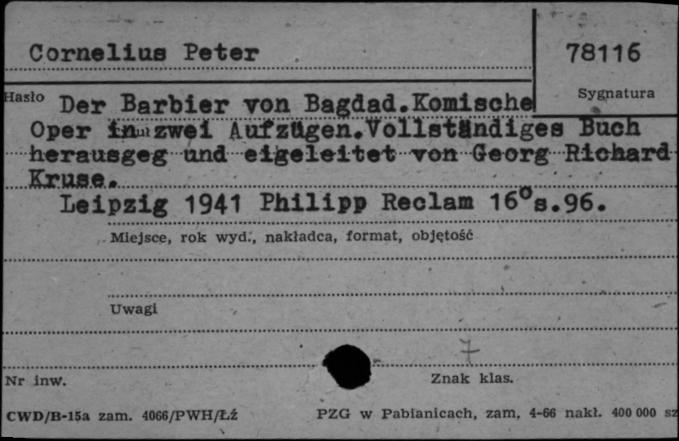 Cornelius Peter
78116
Hasło
Sygnatura
Der Barbier von Bagdad.Komische
Oper in zwei Aufzügen.Vollständiges Buch
herausgeg und eigeleitet von Georg Richard
Kruse.
Leipzig 1941 Philipp Reclam 16°s.96.
Miejsce, rok wyd., nakładca, format, objętość
Uwagi
7
Nr inw.
Znak klas.
CWD/B-15a zam. 4066/PWH/Łź
PZG w Pabianicach, zam. 4-66 nakł. 400 000 sz